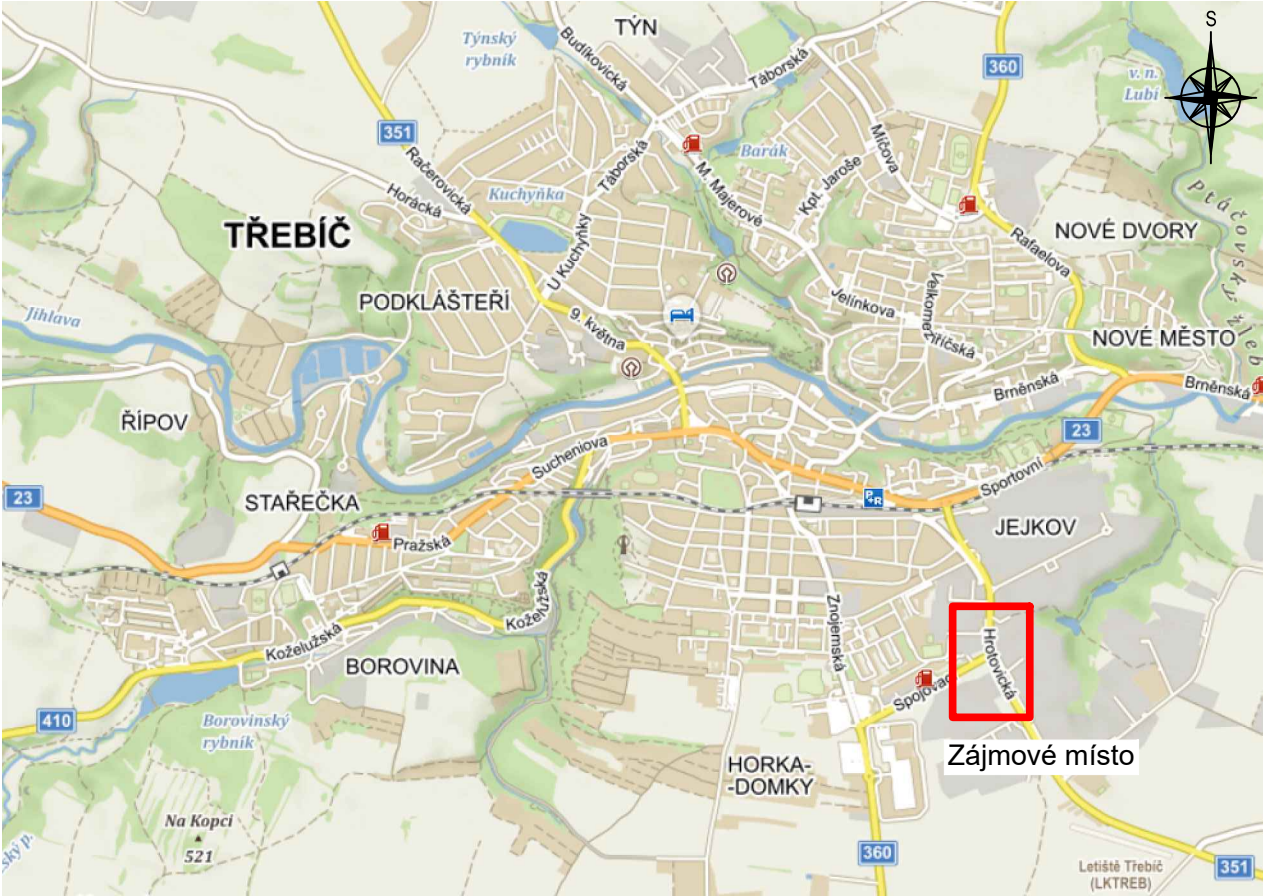 TÝN
S
Týnský
rybník
Budíkovická
Táborská
360
v. n.
Lubí
351
Račerovická
Horácká
Kuchyňka
Táborská
Barák
M. Majerové
Kpt. Jaroše
Míčova
Ptáčovský žleb
TŘEBÍČ
U Kuchyňky
NOVÉ DVORY
Rafaelova
PODKLÁŠTEŘÍ
Jelínkova
Velkomeziříčská
Jihlava
9. května
NOVÉ MĚSTO
Brněnská
Brněnská
ŘÍPOV
23
Sucheniova
Sportovní
STAŘEČKA
23
P+R
JEJKOV
Pražská
Koželužská
Znojemská
Koželužská
BOROVINA
Hrotovická
Spojovac
410
Borovinský
rybník
Zájmové místo
HORKA-
-DOMKY
Na Kopci
521
ský p.
360
Letiště Třebíč
(LKTREB)
351